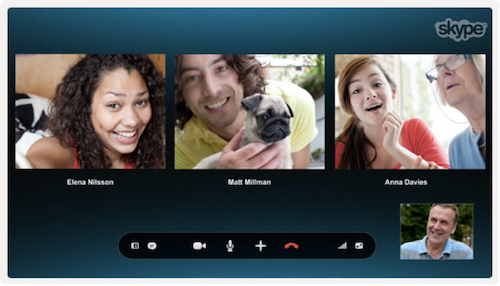 skype
Elena Nilsson
Matt Millman
Anna Davies